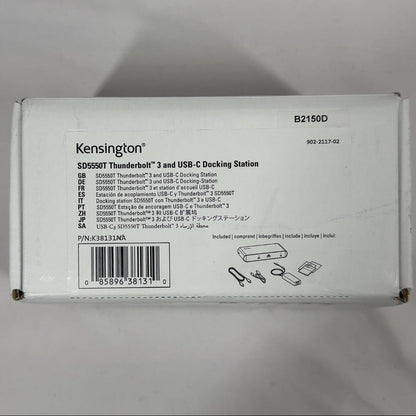 B2150D
Kensington®
902-2117-02
SD5550T Thunderbolt™ 3 and USB-C Docking Station
GB SD5550T Thunderbolt™ 3 and USB-C Docking Station
DE SD5550T Thunderbolt™ 3 und USB-C Docking-Station
FR SD5550T Thunderbolt™ 3 et station d'accueil USB-C
ES Estación de acoplamiento USB-C y Thunderbolt™ 3 SD5550T
IT Docking station SD5550T con Thunderbolt™ 3 e USB-C
PT SD5550T Estação de ancoragem USB-C e Thunderbolt™ 3
ZH SD5550T Thunderbolt™ 3 和 USB-C 扩展坞
JP SD5550T Thunderbolt™ 3 および USB-C ドッキングステーション
SA محطة الإرساء USB-Cو SD5550T Thunderbolt™ 3
P/N:K38131NA
Included | comprend | inbegriffen | include | incluye | inclui:
0 85896 38131 0